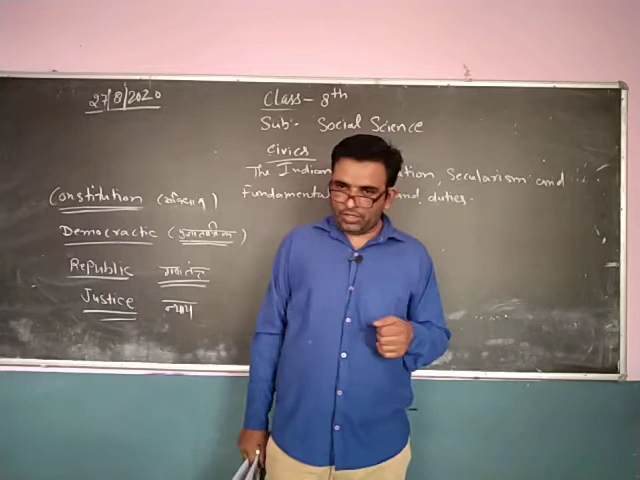 27/8/2020
Class- 8th
Sub:- Social Science
Civics
The Indian tion, Secularism and
Fundamental and duties.
Constitution (संविधान)
Democractic (प्रजातांत्रिक)
Republic गणतंत्र
Justice न्याय